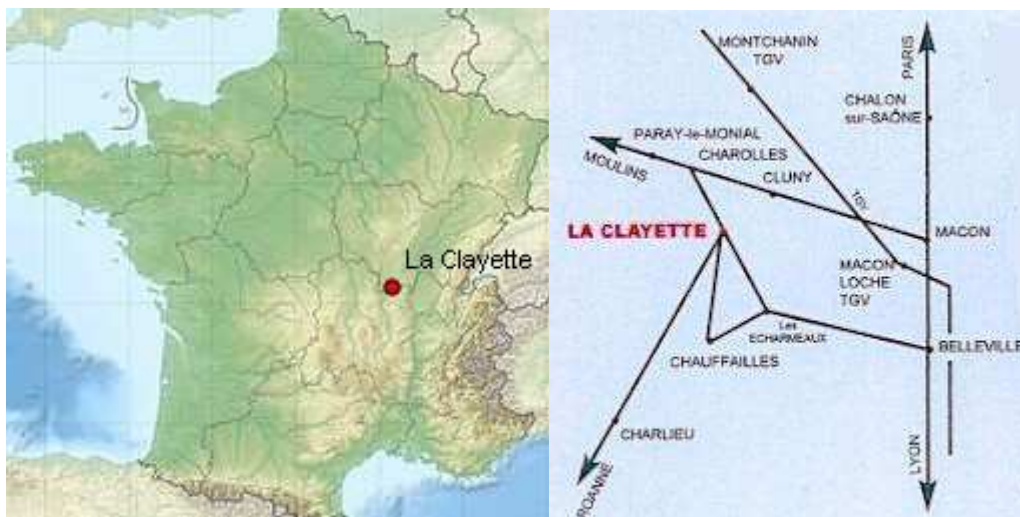 La Clayette
MONTCHANIN
TGV
PARIS
CHALON
sur-SAÔNE
PARAY-le-MONIAL
MOULINS
CHAROLLES
CLUNY
TGV
LA CLAYETTE
MACON
MACON
LOCHE
TGV
Les
ECHARMEAUX
BELLEVILLE
CHAUFFAILLES
CHARLIEU
LYON
ROANNE